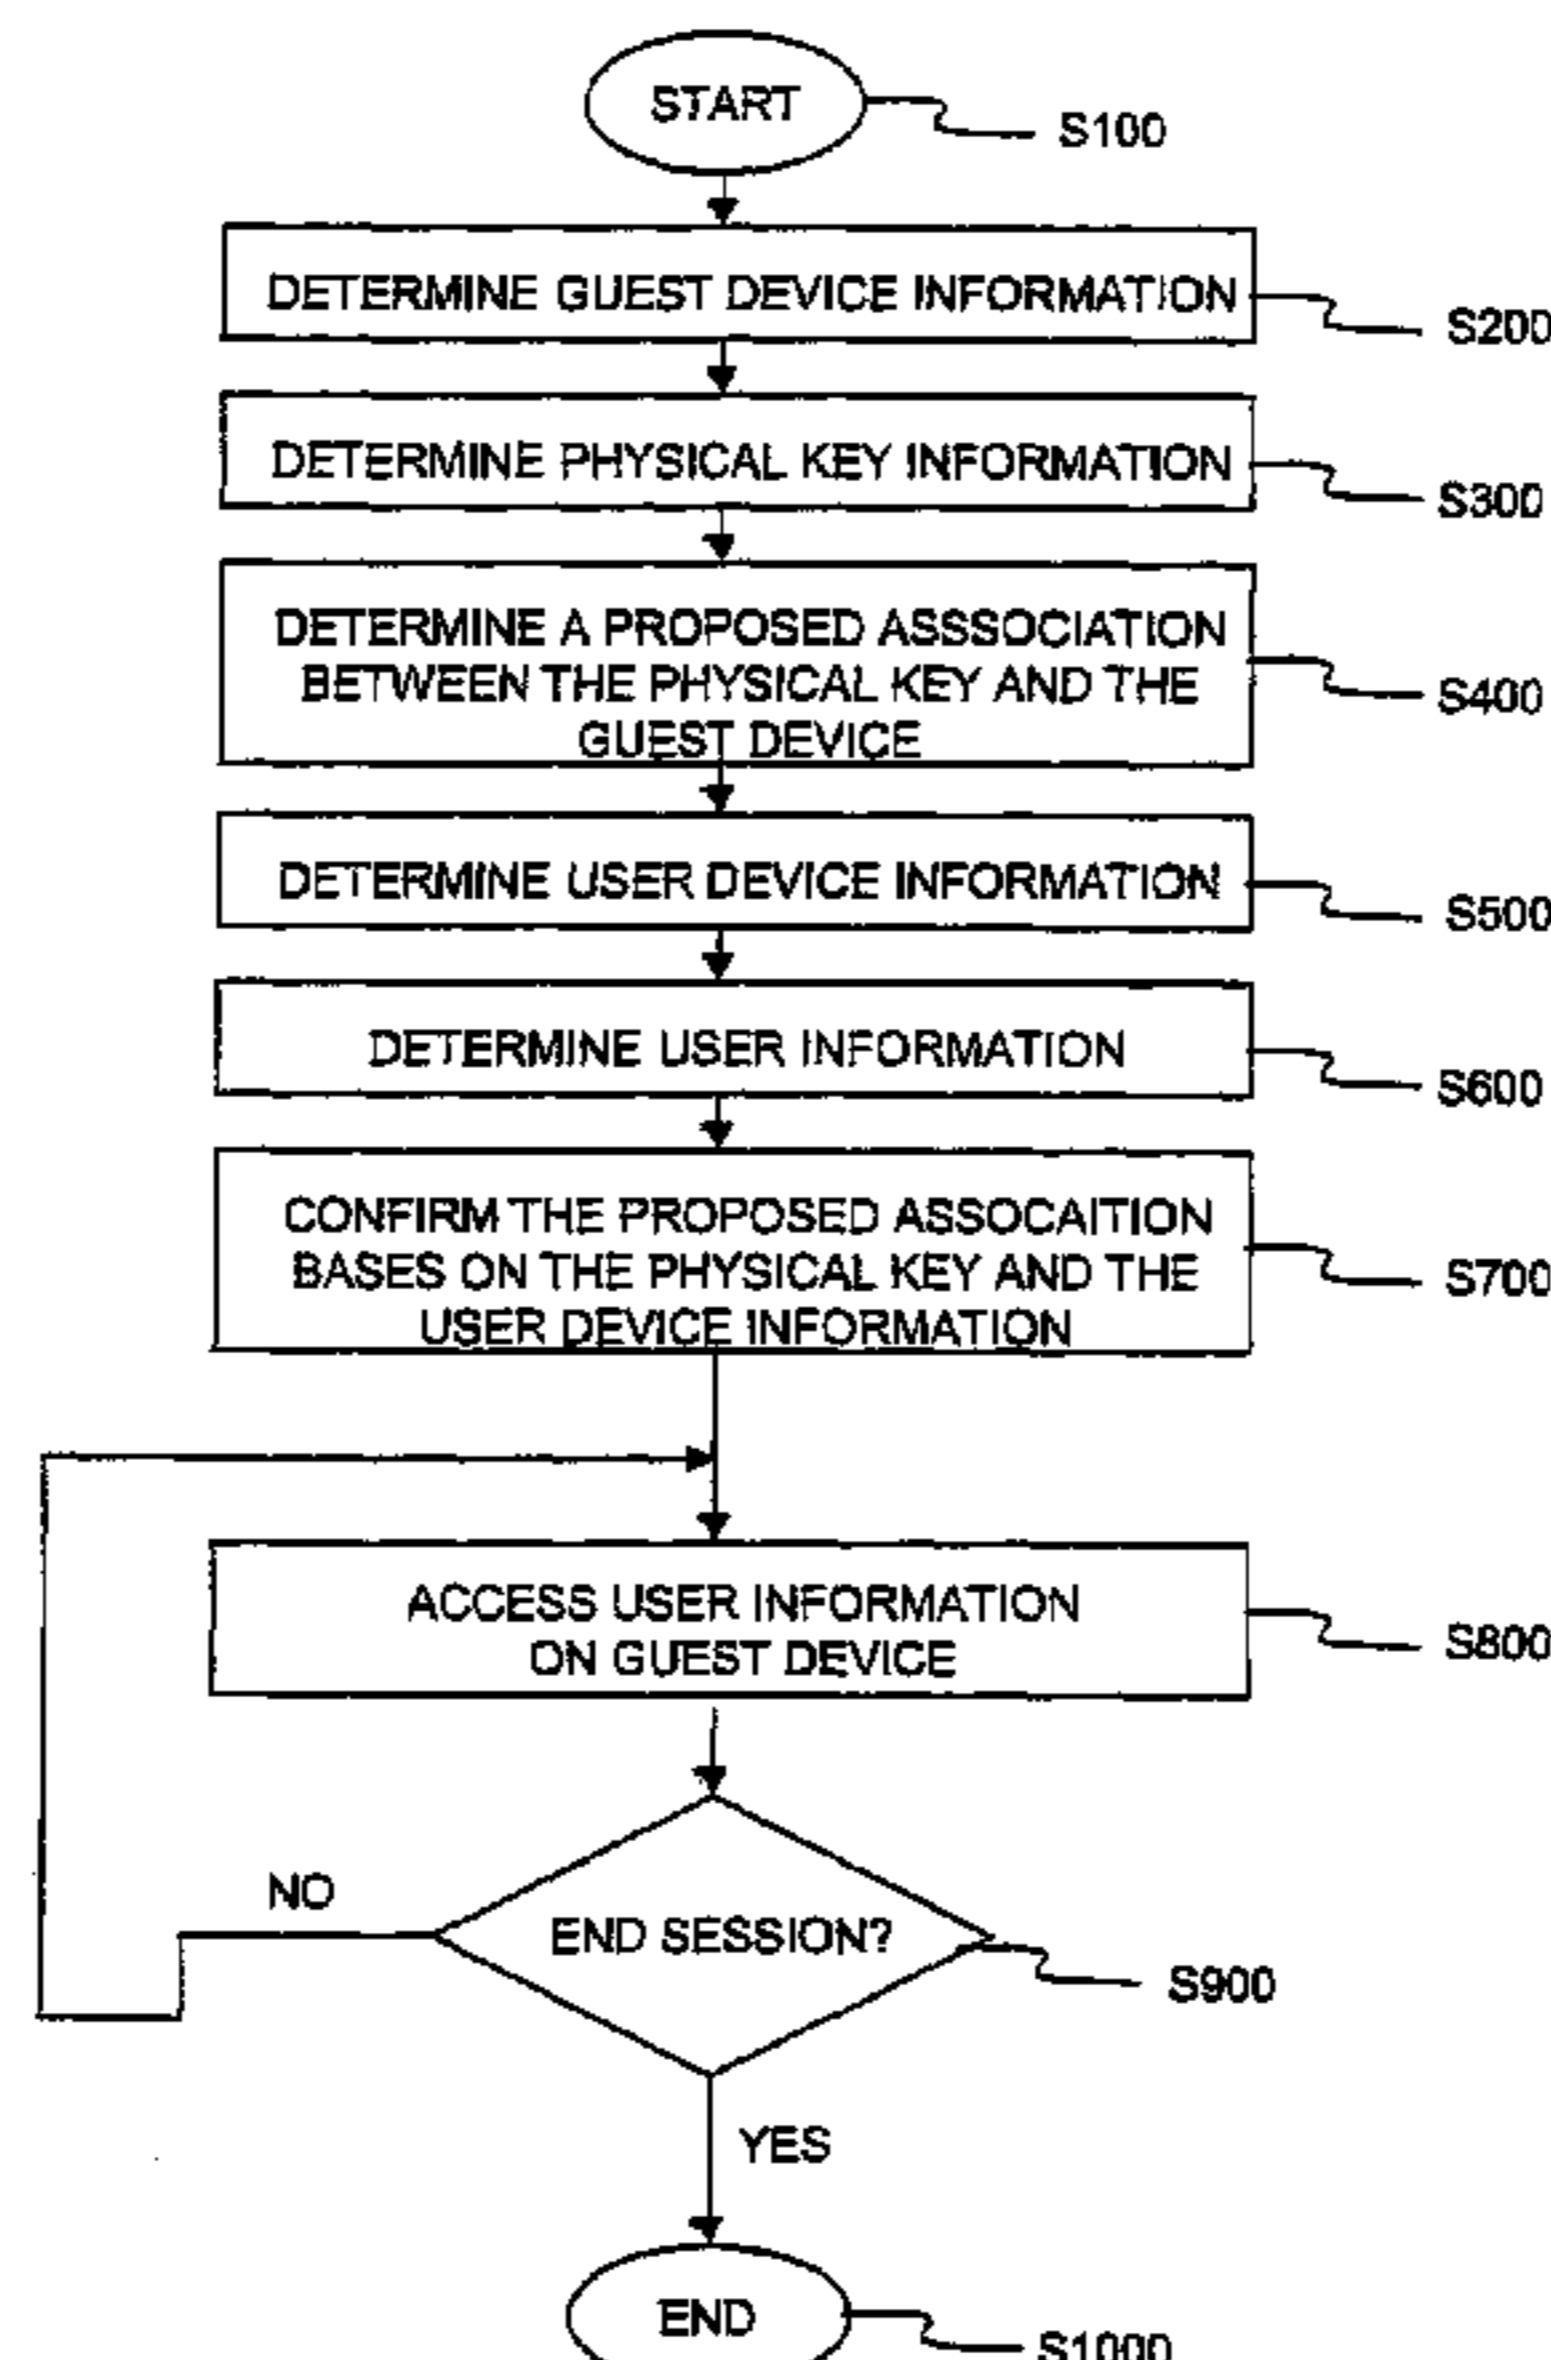 START
S100
DETERMINE GUEST DEVICE INFORMATION
S200
DETERMINE PHYSICAL KEY INFORMATION
S300
DETERMINE A PROPOSED ASSSOCIATION
BETWEEN THE PHYSICAL KEY AND THE
GUEST DEVICE
S400
DETERMINE USER DEVICE INFORMATION
S500
DETERMINE USER INFORMATION
S600
CONFIRM THE PROPOSED ASSOCAITION
BASES ON THE PHYSICAL KEY AND THE
USER DEVICE INFORMATION
S700
ACCESS USER INFORMATION
ON GUEST DEVICE
S800
NO
END SESSION?
S900
YES
END
S1000